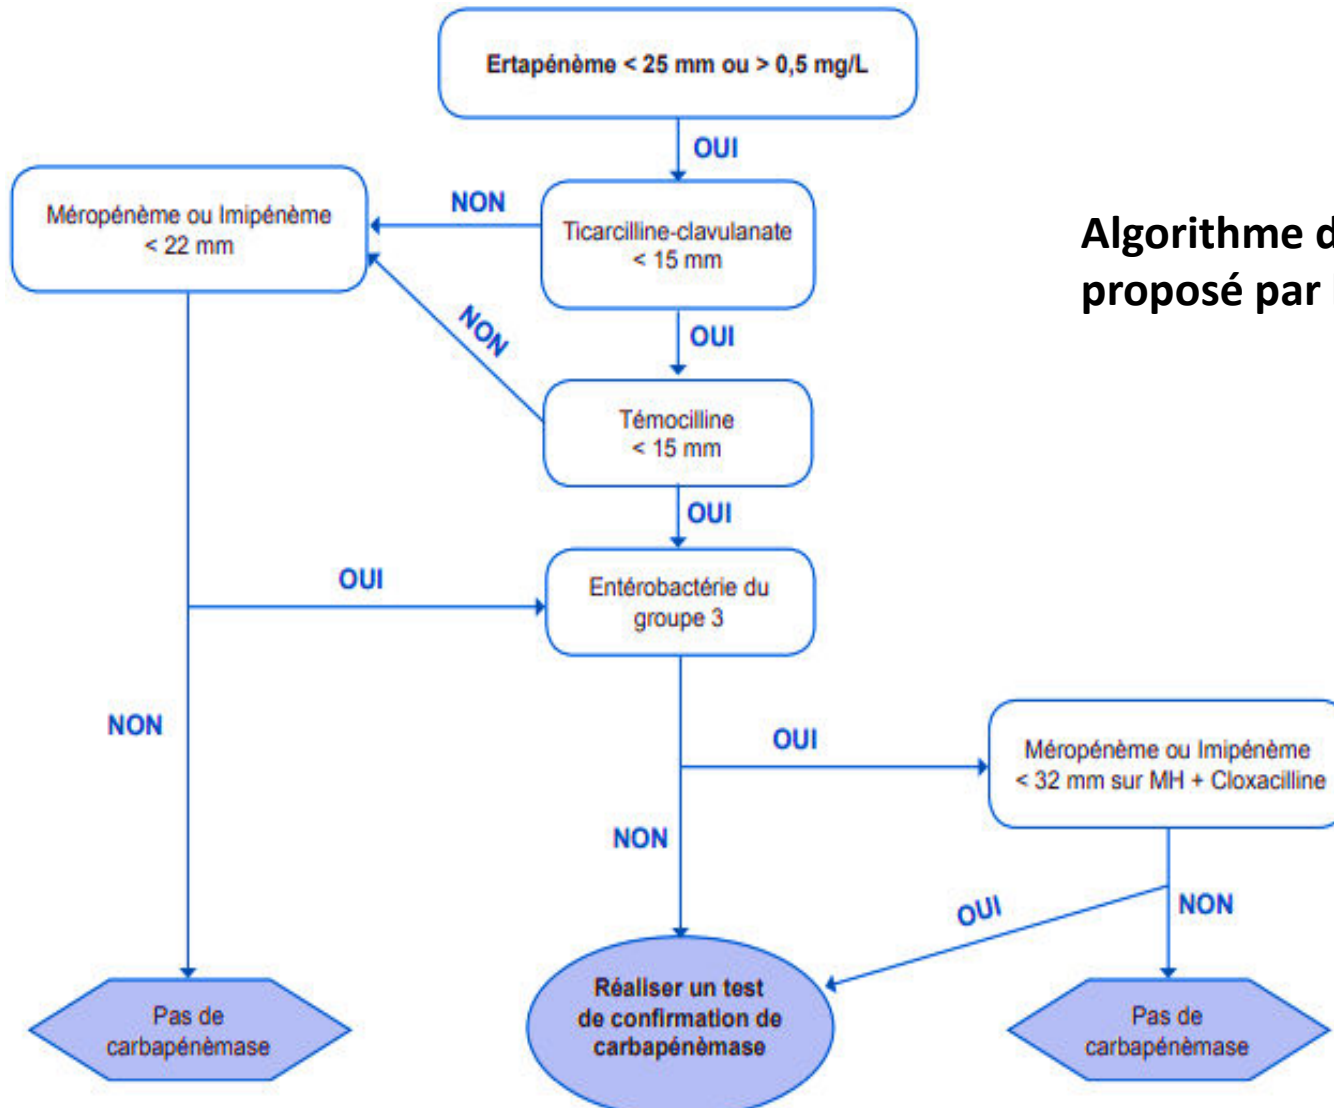 Ertapénème < 25 mm ou > 0,5 mg/L
OUI
Méropénème ou Imipénème
< 22 mm
NON
Ticarcilline-clavulanate
< 15 mm
Algorithme
proposé par
NON
OUI
Témocilline
< 15 mm
OUI
OUI
Entérobactérie du
groupe 3
NON
OUI
Méropénème ou Imipénème
< 32 mm sur MH + Cloxacilline
NON
OUI
NON
Pas de
carbapénèmase
Réaliser un test
de confirmation de
carbapénèmase
Pas de
carbapénèmase